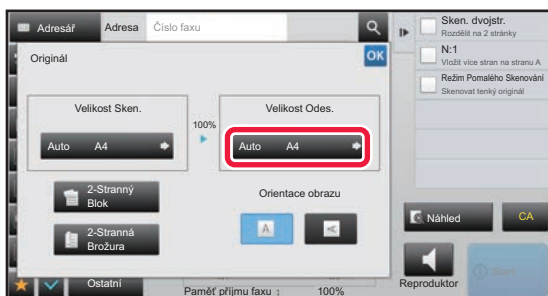 Adresář
Adresa
Číslo faxu
Originál
OK
Velikost Sken.
100%
Velikost Odes.
Auto A4
Auto A4
2-Stranný
Blok
2-Stranná
Brožura
Orientace obrazu
A
A
Ostatní
Paměť příjmu faxu : 100%
Sken. dvojstr.
Rozdělit na 2 stránky
N:1
Vložit více stran na stranu A
Režim Pomalého Skenování
Skenovat tenký originál
Náhled
CA
Reproduktor
Start